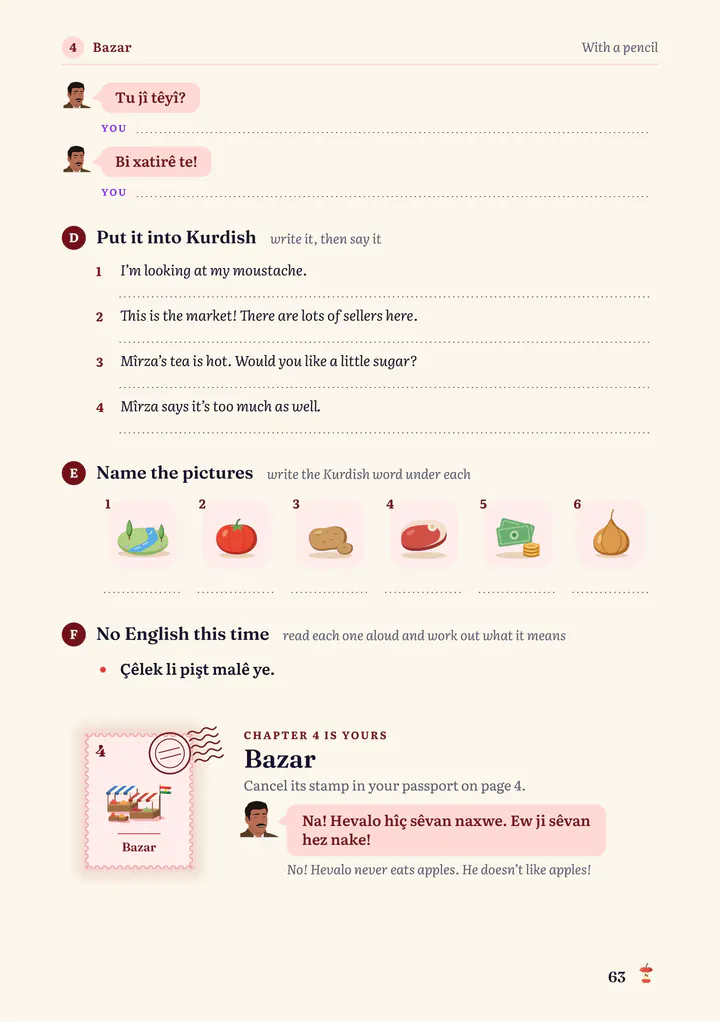 4 Bazar With a pencil
Tu jî têyî?
YOU
Bi xatirê te!
YOU
D Put it into Kurdish write it, then say it
1 I'm looking at my moustache.
2 This is the market! There are lots of sellers here.
3 Mîrza's tea is hot. Would you like a little sugar?
4 Mîrza says it's too much as well.
E Name the pictures write the Kurdish word under each
1 2 3 4 5 6
F No English this time read each one aloud and work out what it means
• Çêlek li pişt malê ye.
4
Bazar
CHAPTER 4 IS YOURS
Bazar
Cancel its stamp in your passport on page 4.
Na! Hevalo hîç sêvan naxwe. Ew ji sêvan
hez nake!
No! Hevalo never eats apples. He doesn't like apples!
63